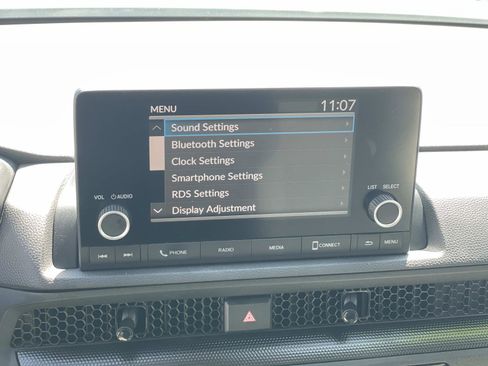 MENU 11:07
Sound Settings
Bluetooth Settings
Clock Settings
Smartphone Settings
RDS Settings
Display Adjustment
VOL AUDIO
LIST SELECT
PHONE RADIO MEDIA CONNECT MENU